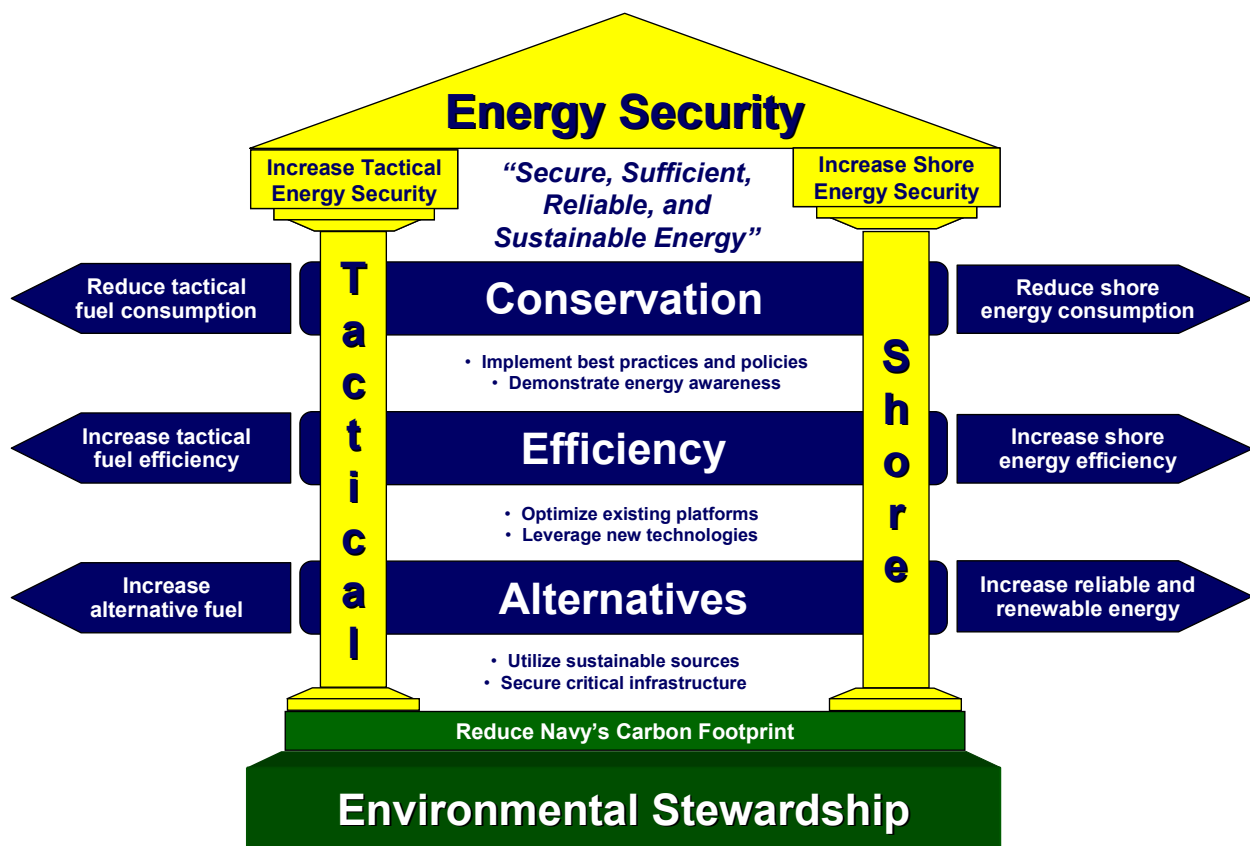 Energy Security
Increase Tactical
Energy Security
“Secure, Sufficient,
Reliable, and
Sustainable Energy”
Increase Shore
Energy Security
Tactical
Shore
Reduce tactical
fuel consumption
Conservation
Reduce shore
energy consumption
• Implement best practices and policies
• Demonstrate energy awareness
Increase tactical
fuel efficiency
Efficiency
Increase shore
energy efficiency
• Optimize existing platforms
• Leverage new technologies
Increase
alternative fuel
Alternatives
Increase reliable and
renewable energy
• Utilize sustainable sources
• Secure critical infrastructure
Reduce Navy’s Carbon Footprint
Environmental Stewardship